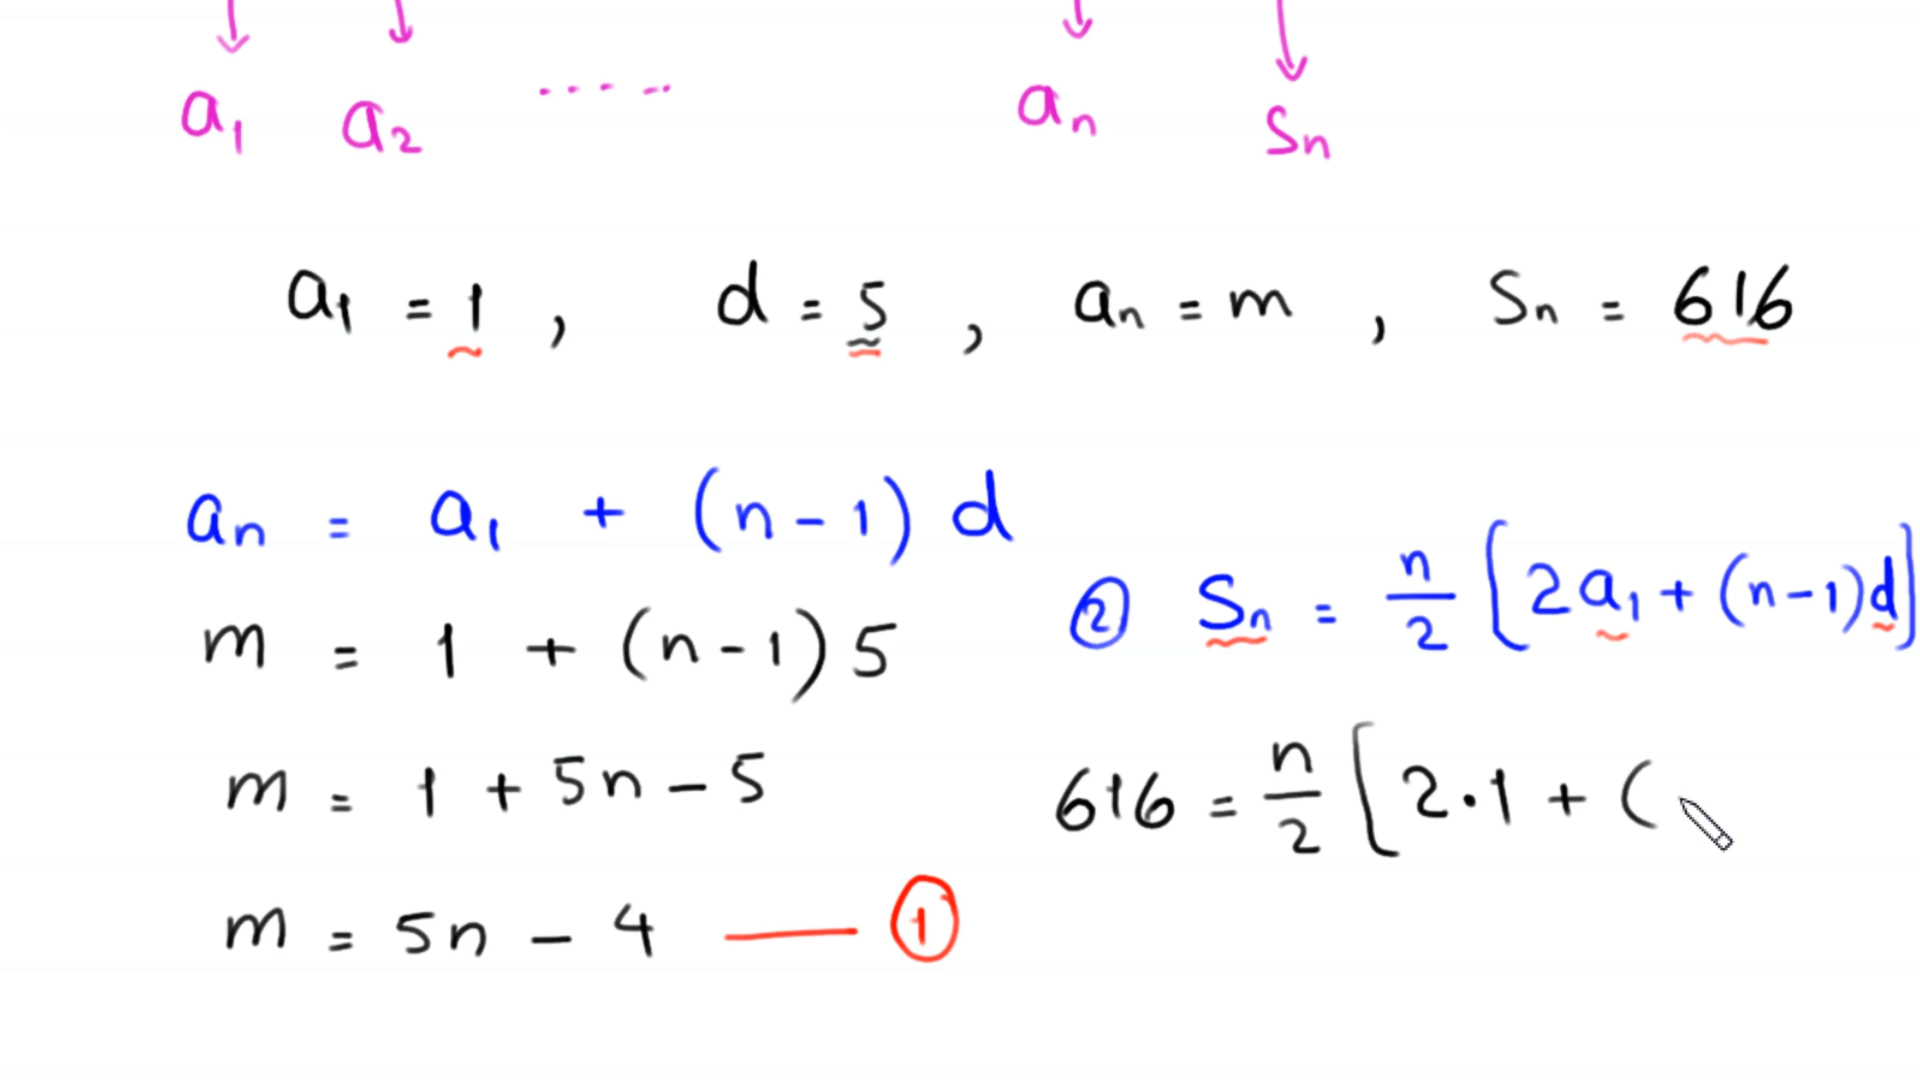 a₁ a₂ ..... aₙ Sₙ
a₁ = 1 , d = 5 , aₙ = m , Sₙ = 616
aₙ = a₁ + (n - 1) d
② Sₙ = n/2 [2a₁ + (n-1)d]
m = 1 + (n - 1) 5
m = 1 + 5n - 5
616 = n/2 [2·1 + (
m = 5n - 4 — ①